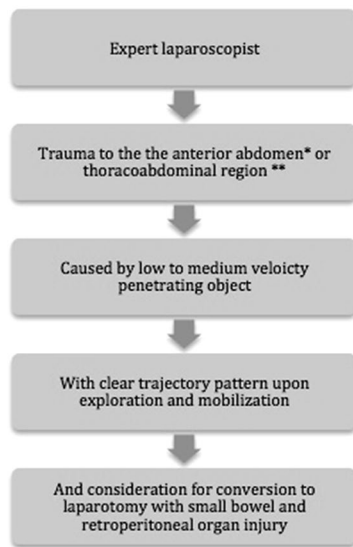 Expert laparoscopist
Trauma to the the anterior abdomen* or
thoracoabdominal region **
Caused by low to medium veloicty
penetrating object
With clear trajectory pattern upon
exploration and mobilization
And consideration for conversion to
laparotomy with small bowel and
retroperitoneal organ injury